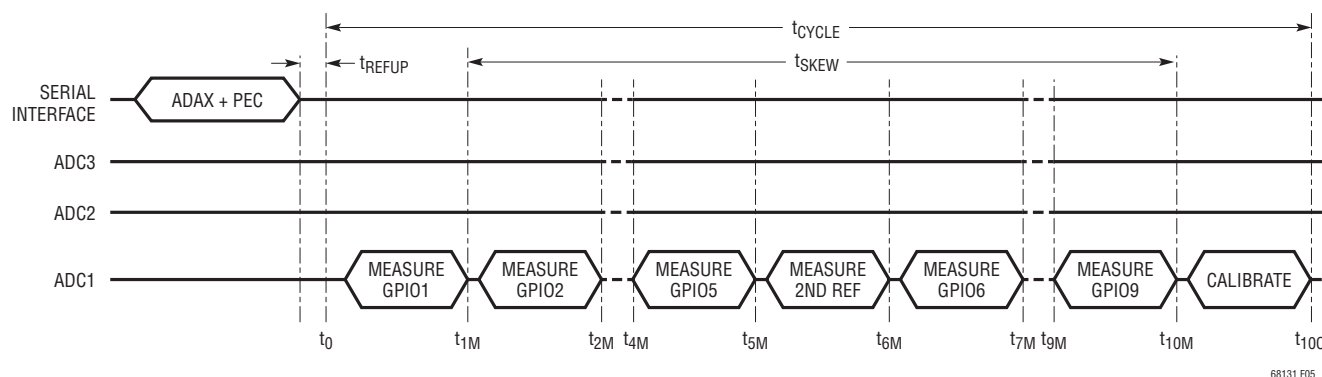 tCYCLE
tREFUP
tSKEW
SERIAL
INTERFACE
ADAX + PEC
ADC3
ADC2
ADC1
MEASURE
GPIO1
MEASURE
GPIO2
MEASURE
GPIO5
MEASURE
2ND REF
MEASURE
GPIO6
MEASURE
GPIO9
CALIBRATE
t0
t1M
t2M
t4M
t5M
t6M
t7M
t9M
t10M
t10C
68131 F05